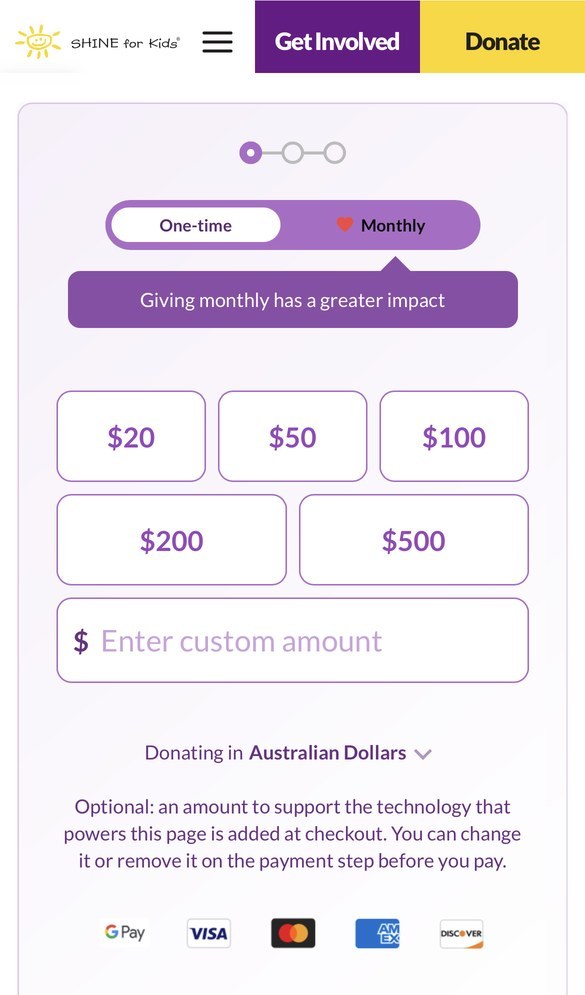 SHINE for Kids®
Get Involved
Donate
One-time
Monthly
Giving monthly has a greater impact
$20
$50
$100
$200
$500
$ Enter custom amount
Donating in Australian Dollars
Optional: an amount to support the technology that
powers this page is added at checkout. You can change
it or remove it on the payment step before you pay.
G Pay
VISA
AM
EX
DISCOVER